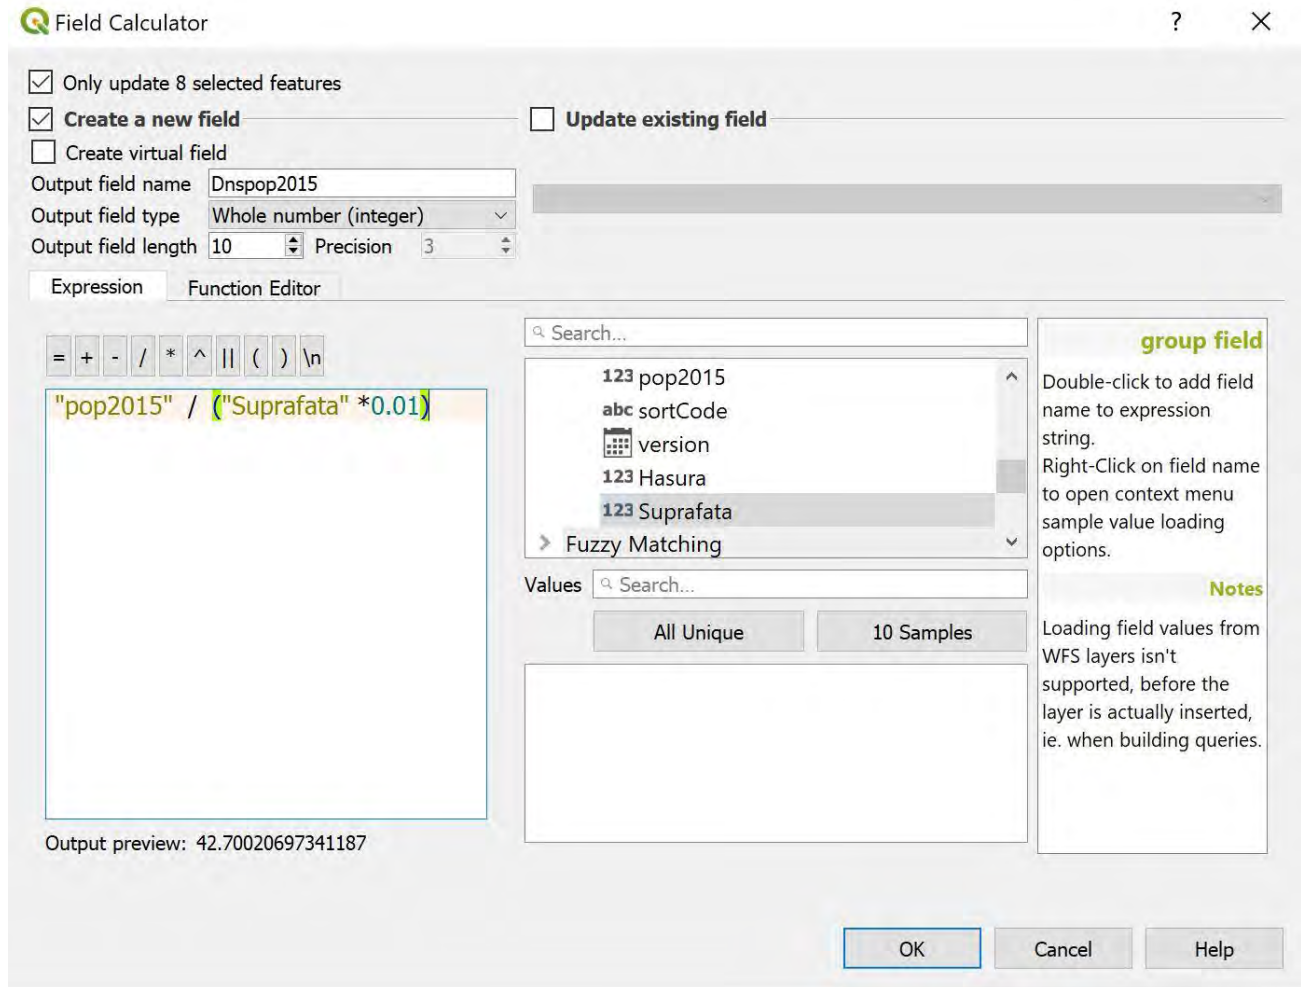 Field Calculator ? X
Only update 8 selected features
Create a new field
Update existing field
Create virtual field
Output field name Dnspop2015
Output field type Whole number (integer)
Output field length 10 Precision 3
Expression Function Editor
= + - / * ^ || ( ) \n
"pop2015" / ("Suprafata" *0.01)
Output preview: 42.70020697341187
Search...
123 pop2015
abc sortCode
version
123 Hasura
123 Suprafata
Fuzzy Matching
Values Search...
All Unique 10 Samples
group field
Double-click to add field
name to expression
string.
Right-Click on field name
to open context menu
sample value loading
options.
Notes
Loading field values from
WFS layers isn't
supported, before the
layer is actually inserted,
ie. when building queries.
OK Cancel Help